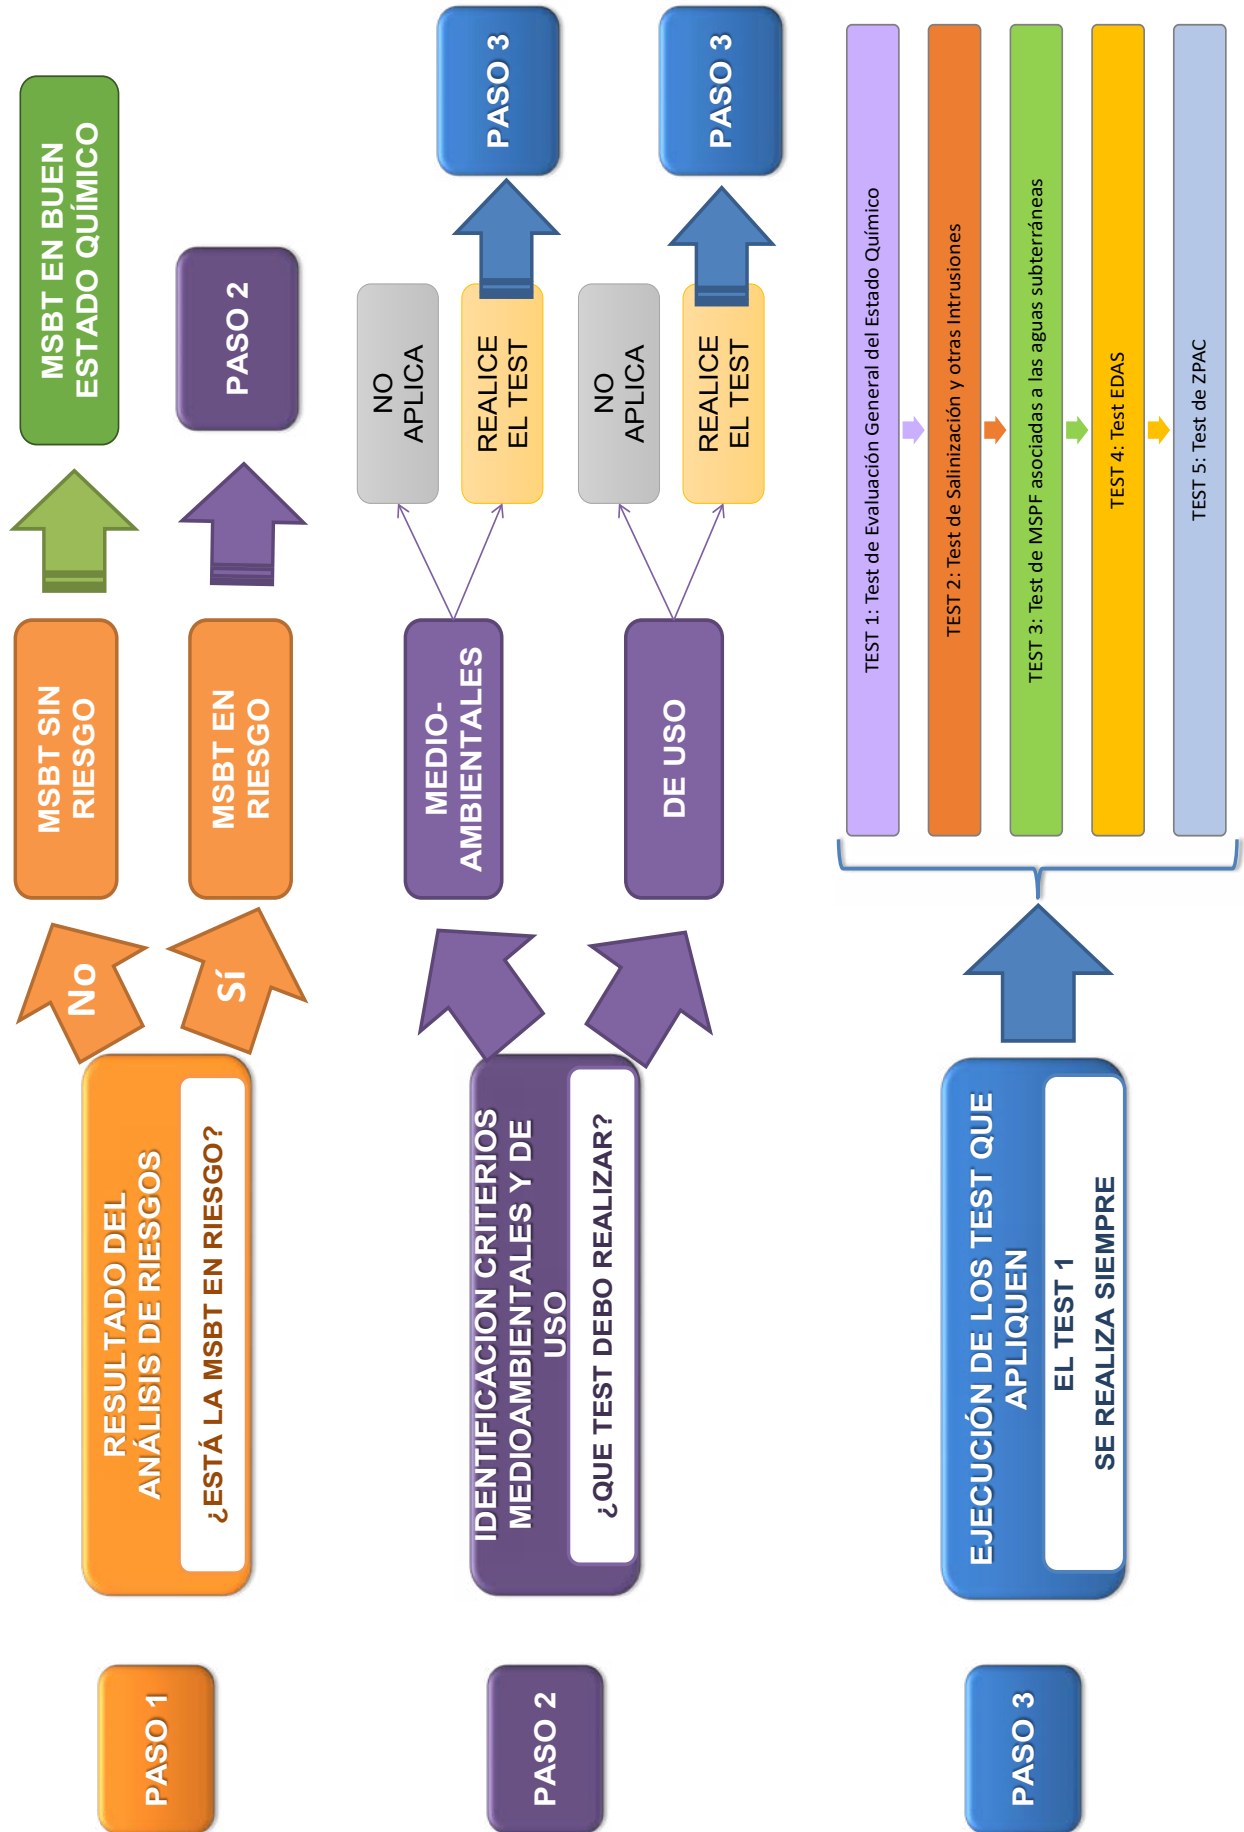 PASO 1
RESULTADO DEL
ANÁLISIS DE RIESGOS
¿ESTÁ LA MSBT EN RIESGO?
No
Sí
MSBT SIN
RIESGO
MSBT EN
RIESGO
MSBT EN BUEN
ESTADO QUÍMICO
PASO 2
PASO 2
IDENTIFICACION CRITERIOS
MEDIOAMBIENTALES Y DE
USO
¿QUE TEST DEBO REALIZAR?
MEDIO-
AMBIENTALES
NO
APLICA
REALICE
EL TEST
PASO 3
DE USO
NO
APLICA
REALICE
EL TEST
PASO 3
PASO 3
EJECUCIÓN DE LOS TEST QUE
APLIQUEN
EL TEST 1
SE REALIZA SIEMPRE
TEST 1: Test de Evaluación General del Estado Químico
TEST 2: Test de Salinización y otras Intrusiones
TEST 3: Test de MSPF asociadas a las aguas subterráneas
TEST 4: Test EDAS
TEST 5: Test de ZPAC